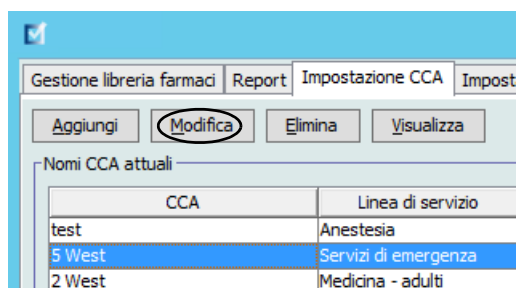 Gestione libreria farmaci Report Impostazione CCA Impost
Aggiungi Modifica Elimina Visualizza
Nomi CCA attuali
CCA Linea di servizio
test Anestesia
5 West Servizi di emergenza
2 West Medicina - adulti